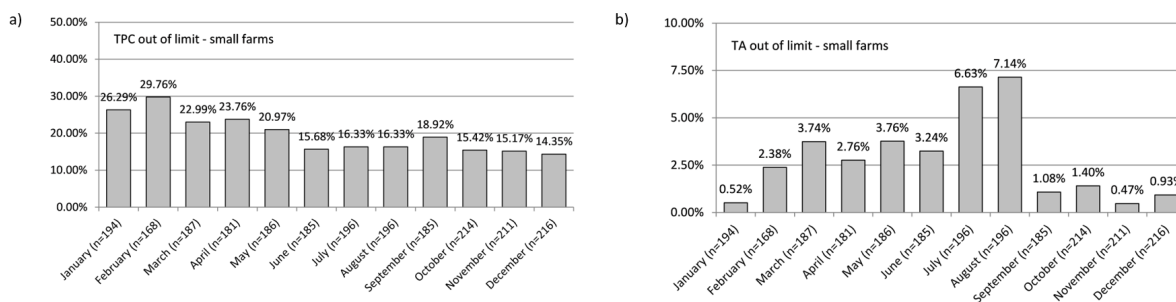 a)
TPC out of limit - small farms
50.00%
40.00%
30.00%
20.00%
10.00%
0.00%
26.29%
29.76%
22.99%
23.76%
20.97%
15.68%
16.33%
16.33%
18.92%
15.42%
15.17%
14.35%
January (n=194)
February (n=168)
March (n=187)
April (n=181)
May (n=186)
June (n=185)
July (n=196)
August (n=196)
September (n=185)
October (n=214)
November (n=211)
December (n=216)
b)
TA out of limit - small farms
10.00%
7.50%
5.00%
2.50%
0.00%
0.52%
2.38%
3.74%
2.76%
3.76%
3.24%
6.63%
7.14%
1.08%
1.40%
0.47%
0.93%
January (n=194)
February (n=168)
March (n=187)
April (n=181)
May (n=186)
June (n=185)
July (n=196)
August (n=196)
September (n=185)
October (n=214)
November (n=211)
December (n=216)